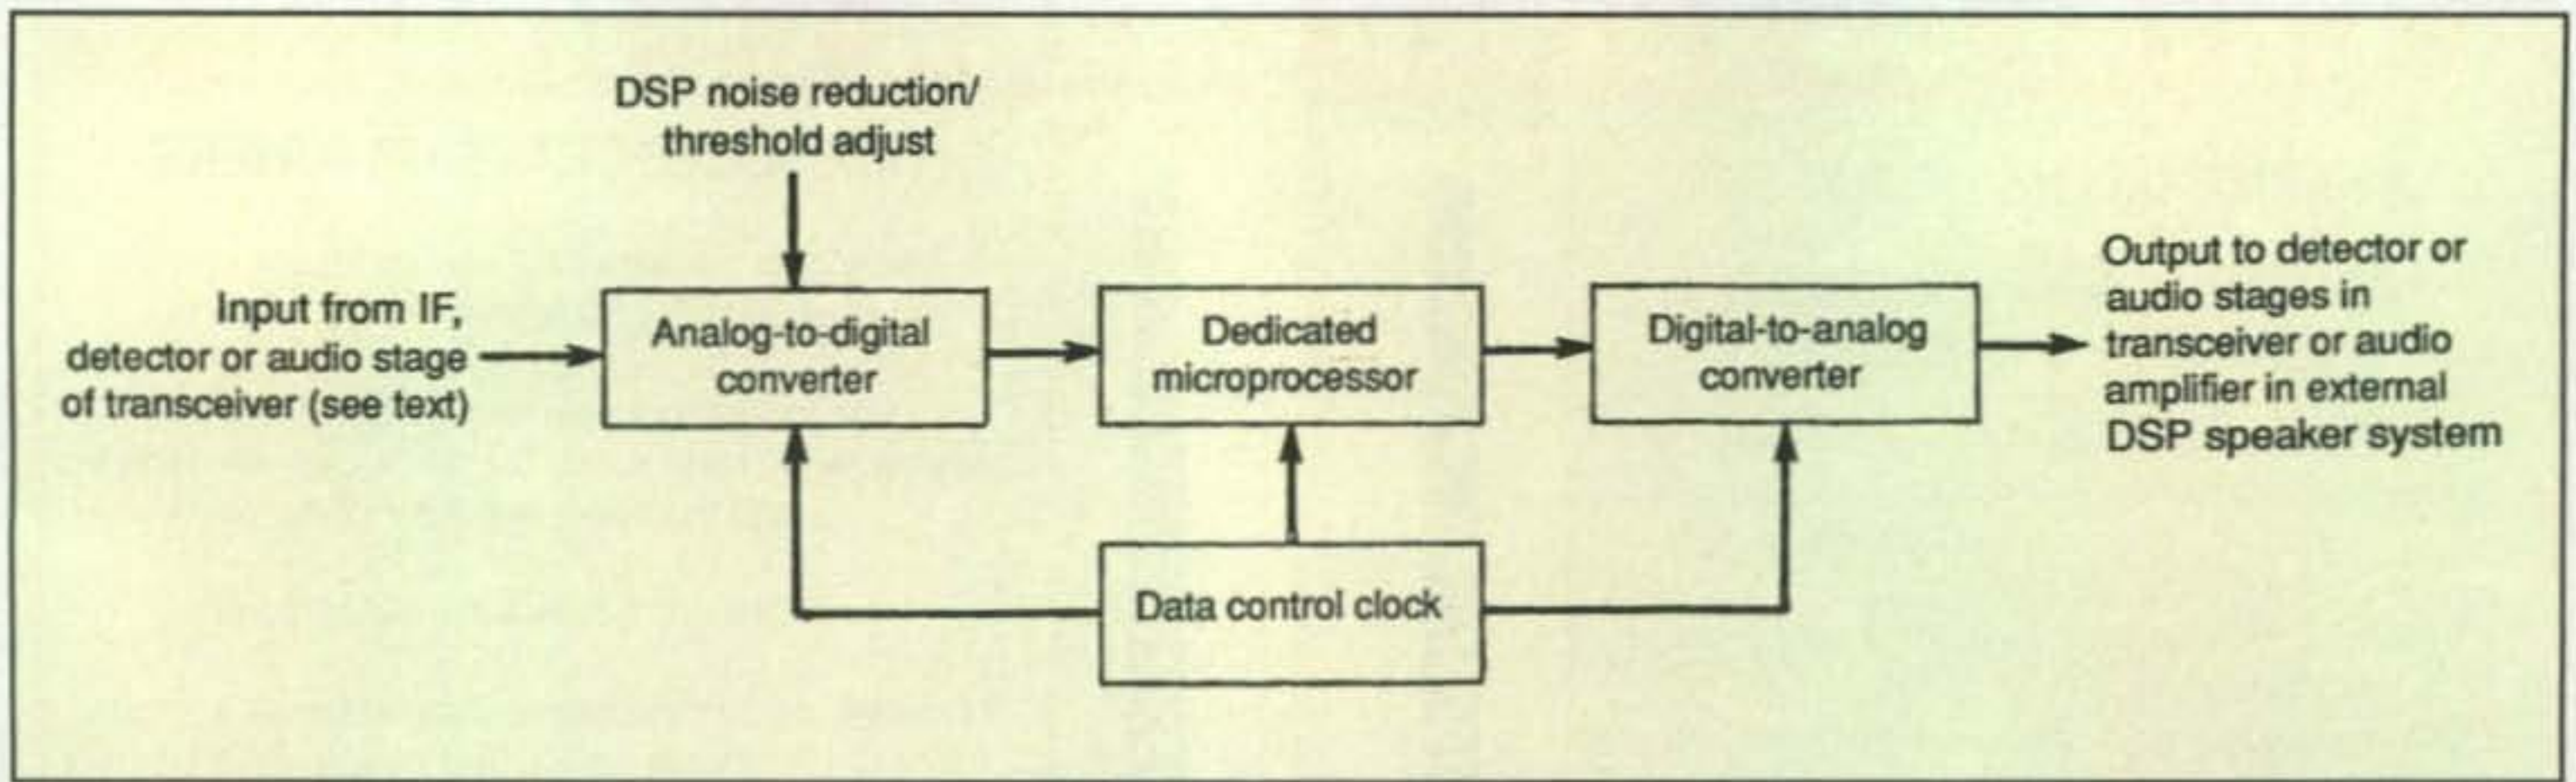 DSP noise reduction/
threshold adjust
Input from IF,
detector or audio stage
of transceiver (see text)
Analog-to-digital
converter
Dedicated
microprocessor
Digital-to-analog
converter
Output to detector or
audio stages in
transceiver or audio
amplifier in external
DSP speaker system
Data control clock